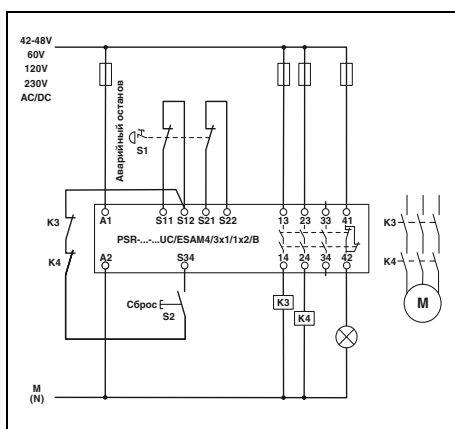 42-48V
60V
120V
230V
AC/DC
Аварийный останов
S1
A1 S11 S12 S21 S22 13 23 33 41
K3
PSR-...-...UC/ESAM4/3x1/1x2/B
K3
K4
A2 S34 14 24 34 42
K4
Сброс
S2
K3
K4
M
M
(N)